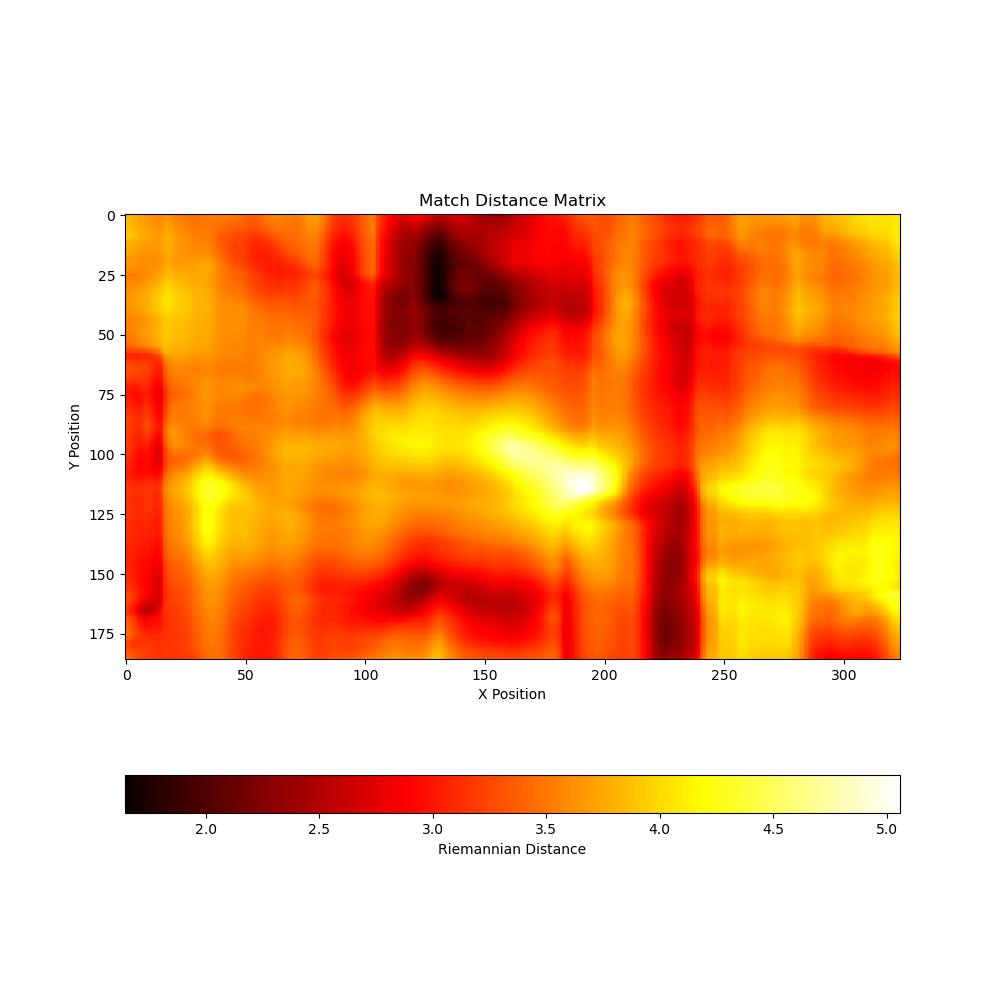 Match Distance Matrix
0
25
50
75
100
125
150
175
Y Position
0 50 100 150 200 250 300
X Position
2.0 2.5 3.0 3.5 4.0 4.5 5.0
Riemannian Distance